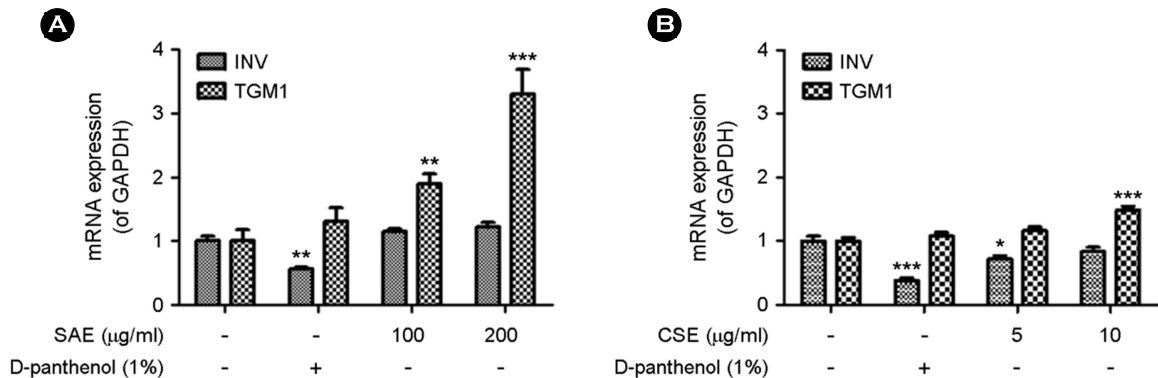 A
mRNA expression
(of GAPDH)
4
3
2
1
0
INV
TGM1
**
**
***
SAE (μg/ml) - - 100 200
D-panthenol (1%) - + - -
B
mRNA expression
(of GAPDH)
4
3
2
1
0
INV
TGM1
***
*
***
CSE (μg/ml) - - 5 10
D-panthenol (1%) - + - -